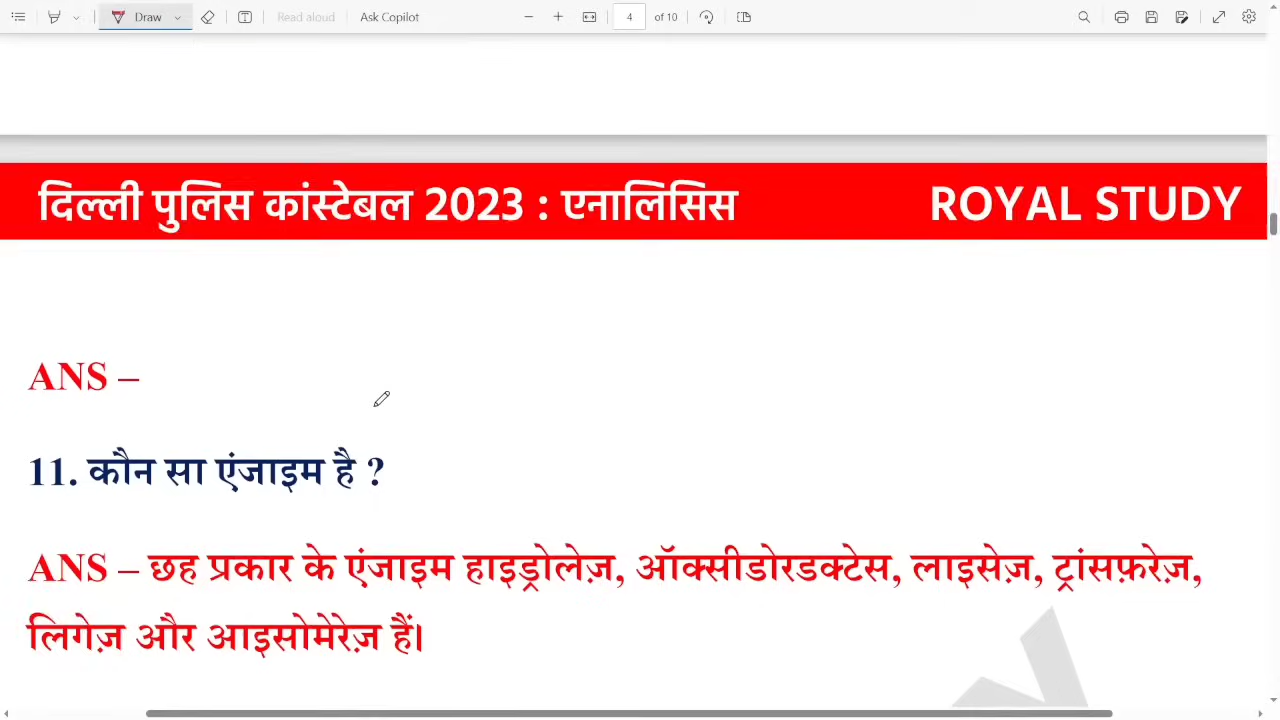 Draw
Read aloud
Ask Copilot
4 of 10
दिल्ली पुलिस कांस्टेबल 2023 : एनालिसिस ROYAL STUDY
ANS –
11. कौन सा एंजाइम है ?
ANS – छह प्रकार के एंजाइम हाइड्रोलेज़, ऑक्सीडोरडक्टेस, लाइसेज़, ट्रांसफ़रेज़,
लिगेज़ और आइसोमेरेज़ हैं।